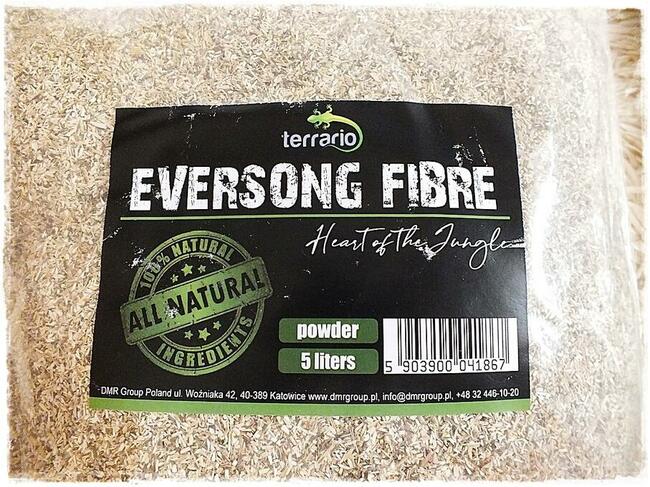 terrario
EVERSONG FIBRE
Heart of the Jungle
100% NATURAL
ALL NATURAL
INGREDIENTS
powder
5 liters
5 903900 041867
DMR Group Poland ul. Woźniaka 42, 40-389 Katowice www.dmrgroup.pl, info@dmrgroup.pl, +48 32 446-10-20